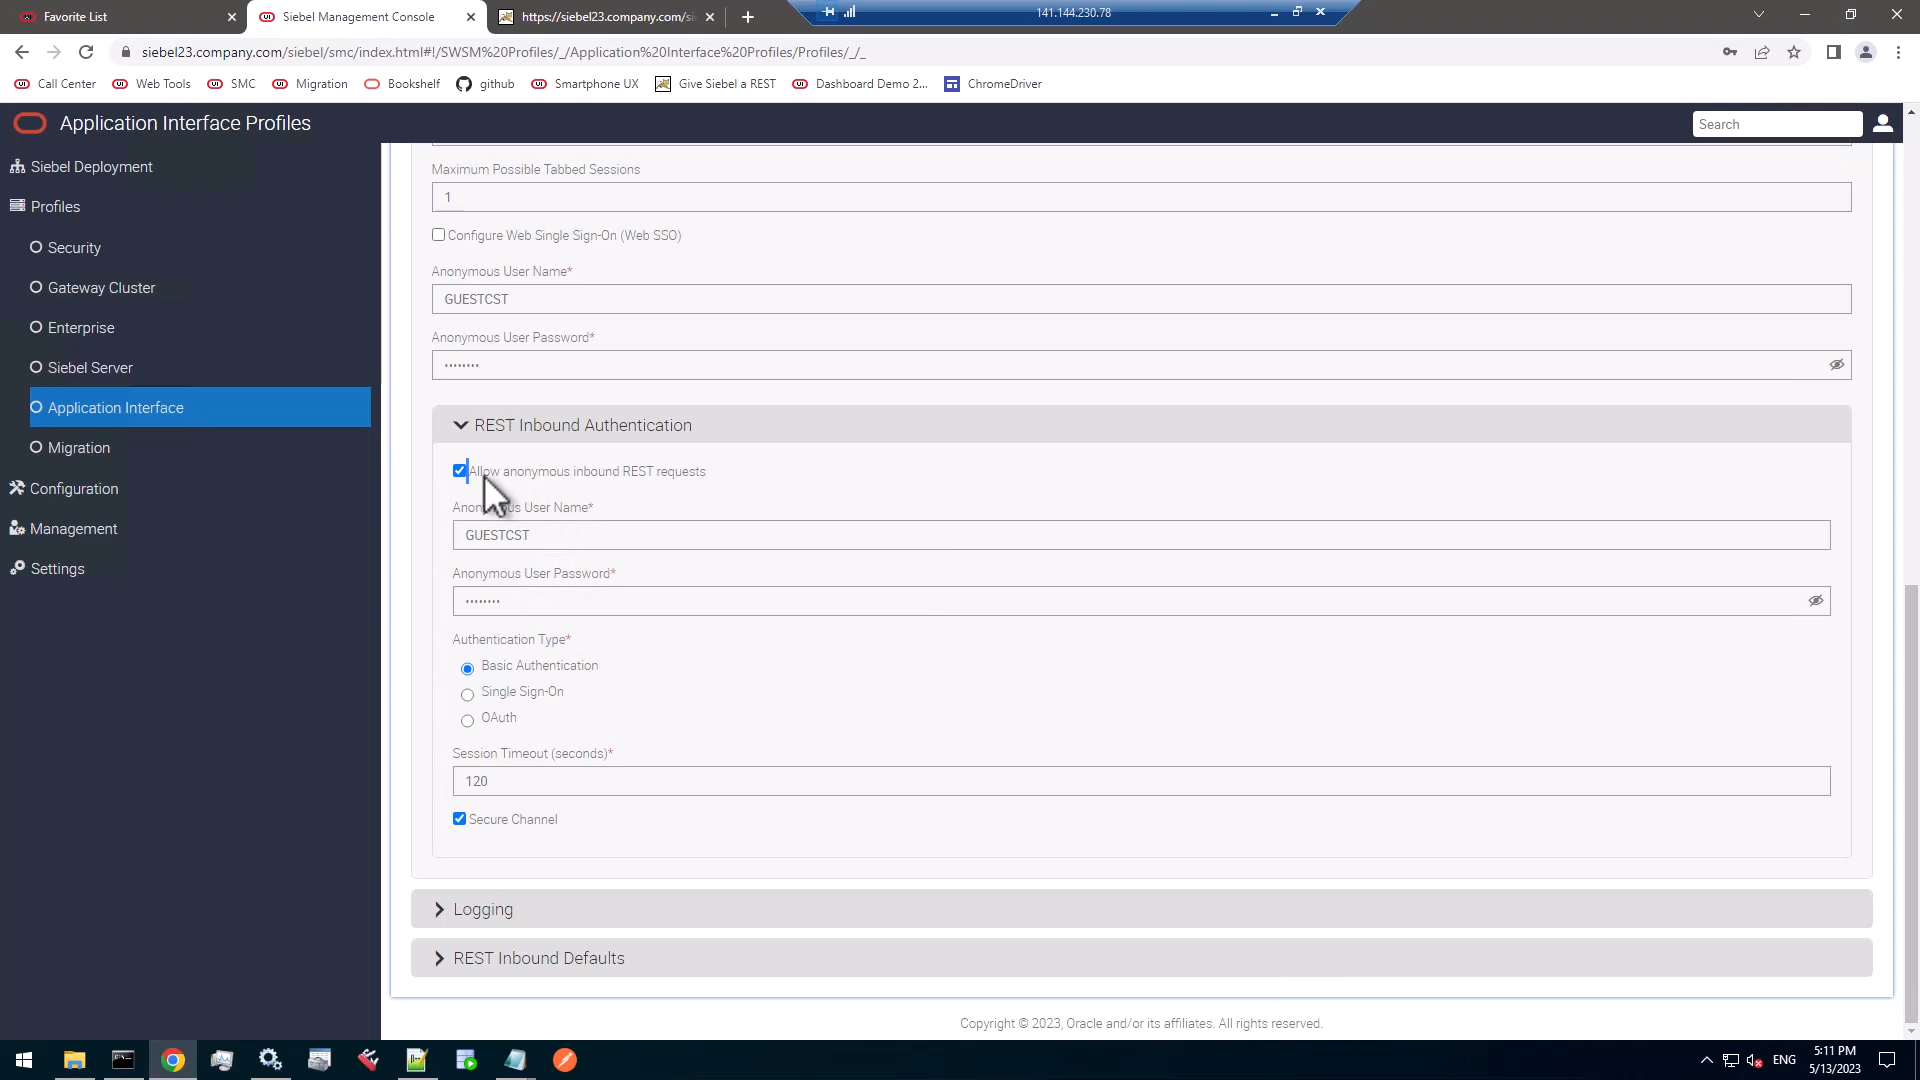 Favorite List
Siebel Management Console
https://siebel23.company.com/si
141.144.230.78
siebel23.company.com/siebel/smc/index.html#!/SWSM%20Profiles/_/Application%20Interface%20Profiles/Profiles/_/_
Call Center
Web Tools
SMC
Migration
Bookshelf
github
Smartphone UX
Give Siebel a REST
Dashboard Demo 2...
ChromeDriver
Application Interface Profiles
Search
Siebel Deployment
Profiles
Security
Gateway Cluster
Enterprise
Siebel Server
Application Interface
Migration
Configuration
Management
Settings
Maximum Possible Tabbed Sessions
1
Configure Web Single Sign-On (Web SSO)
Anonymous User Name*
GUESTCST
Anonymous User Password*
••••••••
REST Inbound Authentication
Allow anonymous inbound REST requests
Anonymous User Name*
GUESTCST
Anonymous User Password*
••••••••
Authentication Type*
Basic Authentication
Single Sign-On
OAuth
Session Timeout (seconds)*
120
Secure Channel
Logging
REST Inbound Defaults
Copyright © 2023, Oracle and/or its affiliates. All rights reserved.
ENG
5:11 PM
5/13/2023